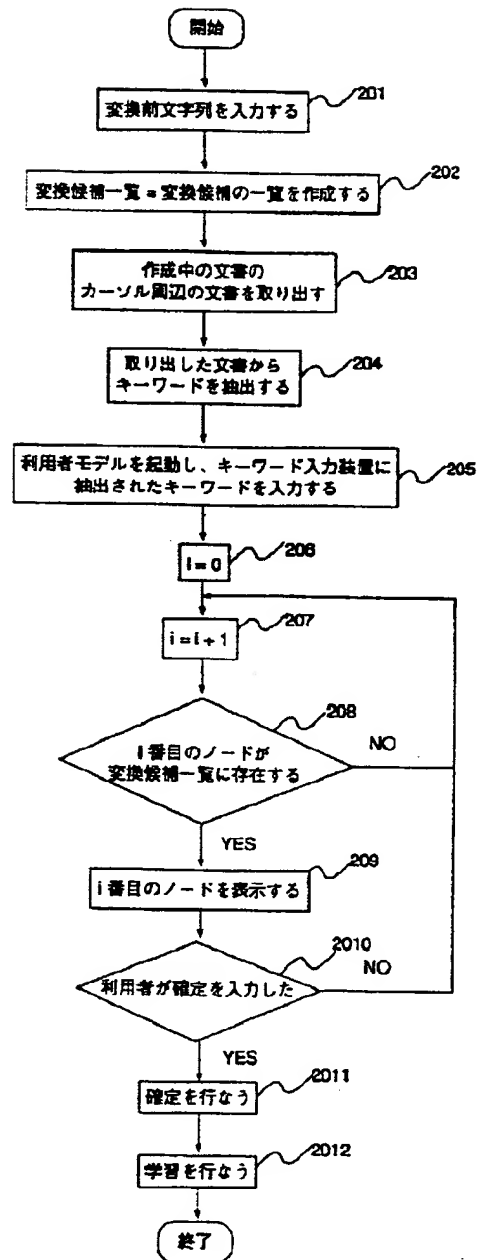 開始
変換前文字列を入力する
201
変換候補一覧=変換候補の一覧を作成する
202
作成中の文書の
カーソル周辺の文書を取り出す
203
取り出した文書から
キーワードを抽出する
204
利用者モデルを起動し、キーワード入力装置に
抽出されたキーワードを入力する
205
i=0
206
i=i+1
207
i番目のノードが
変換候補一覧に存在する
208
NO
YES
i番目のノードを表示する
209
利用者が確定を入力した
2010
NO
YES
確定を行なう
2011
学習を行なう
2012
終了